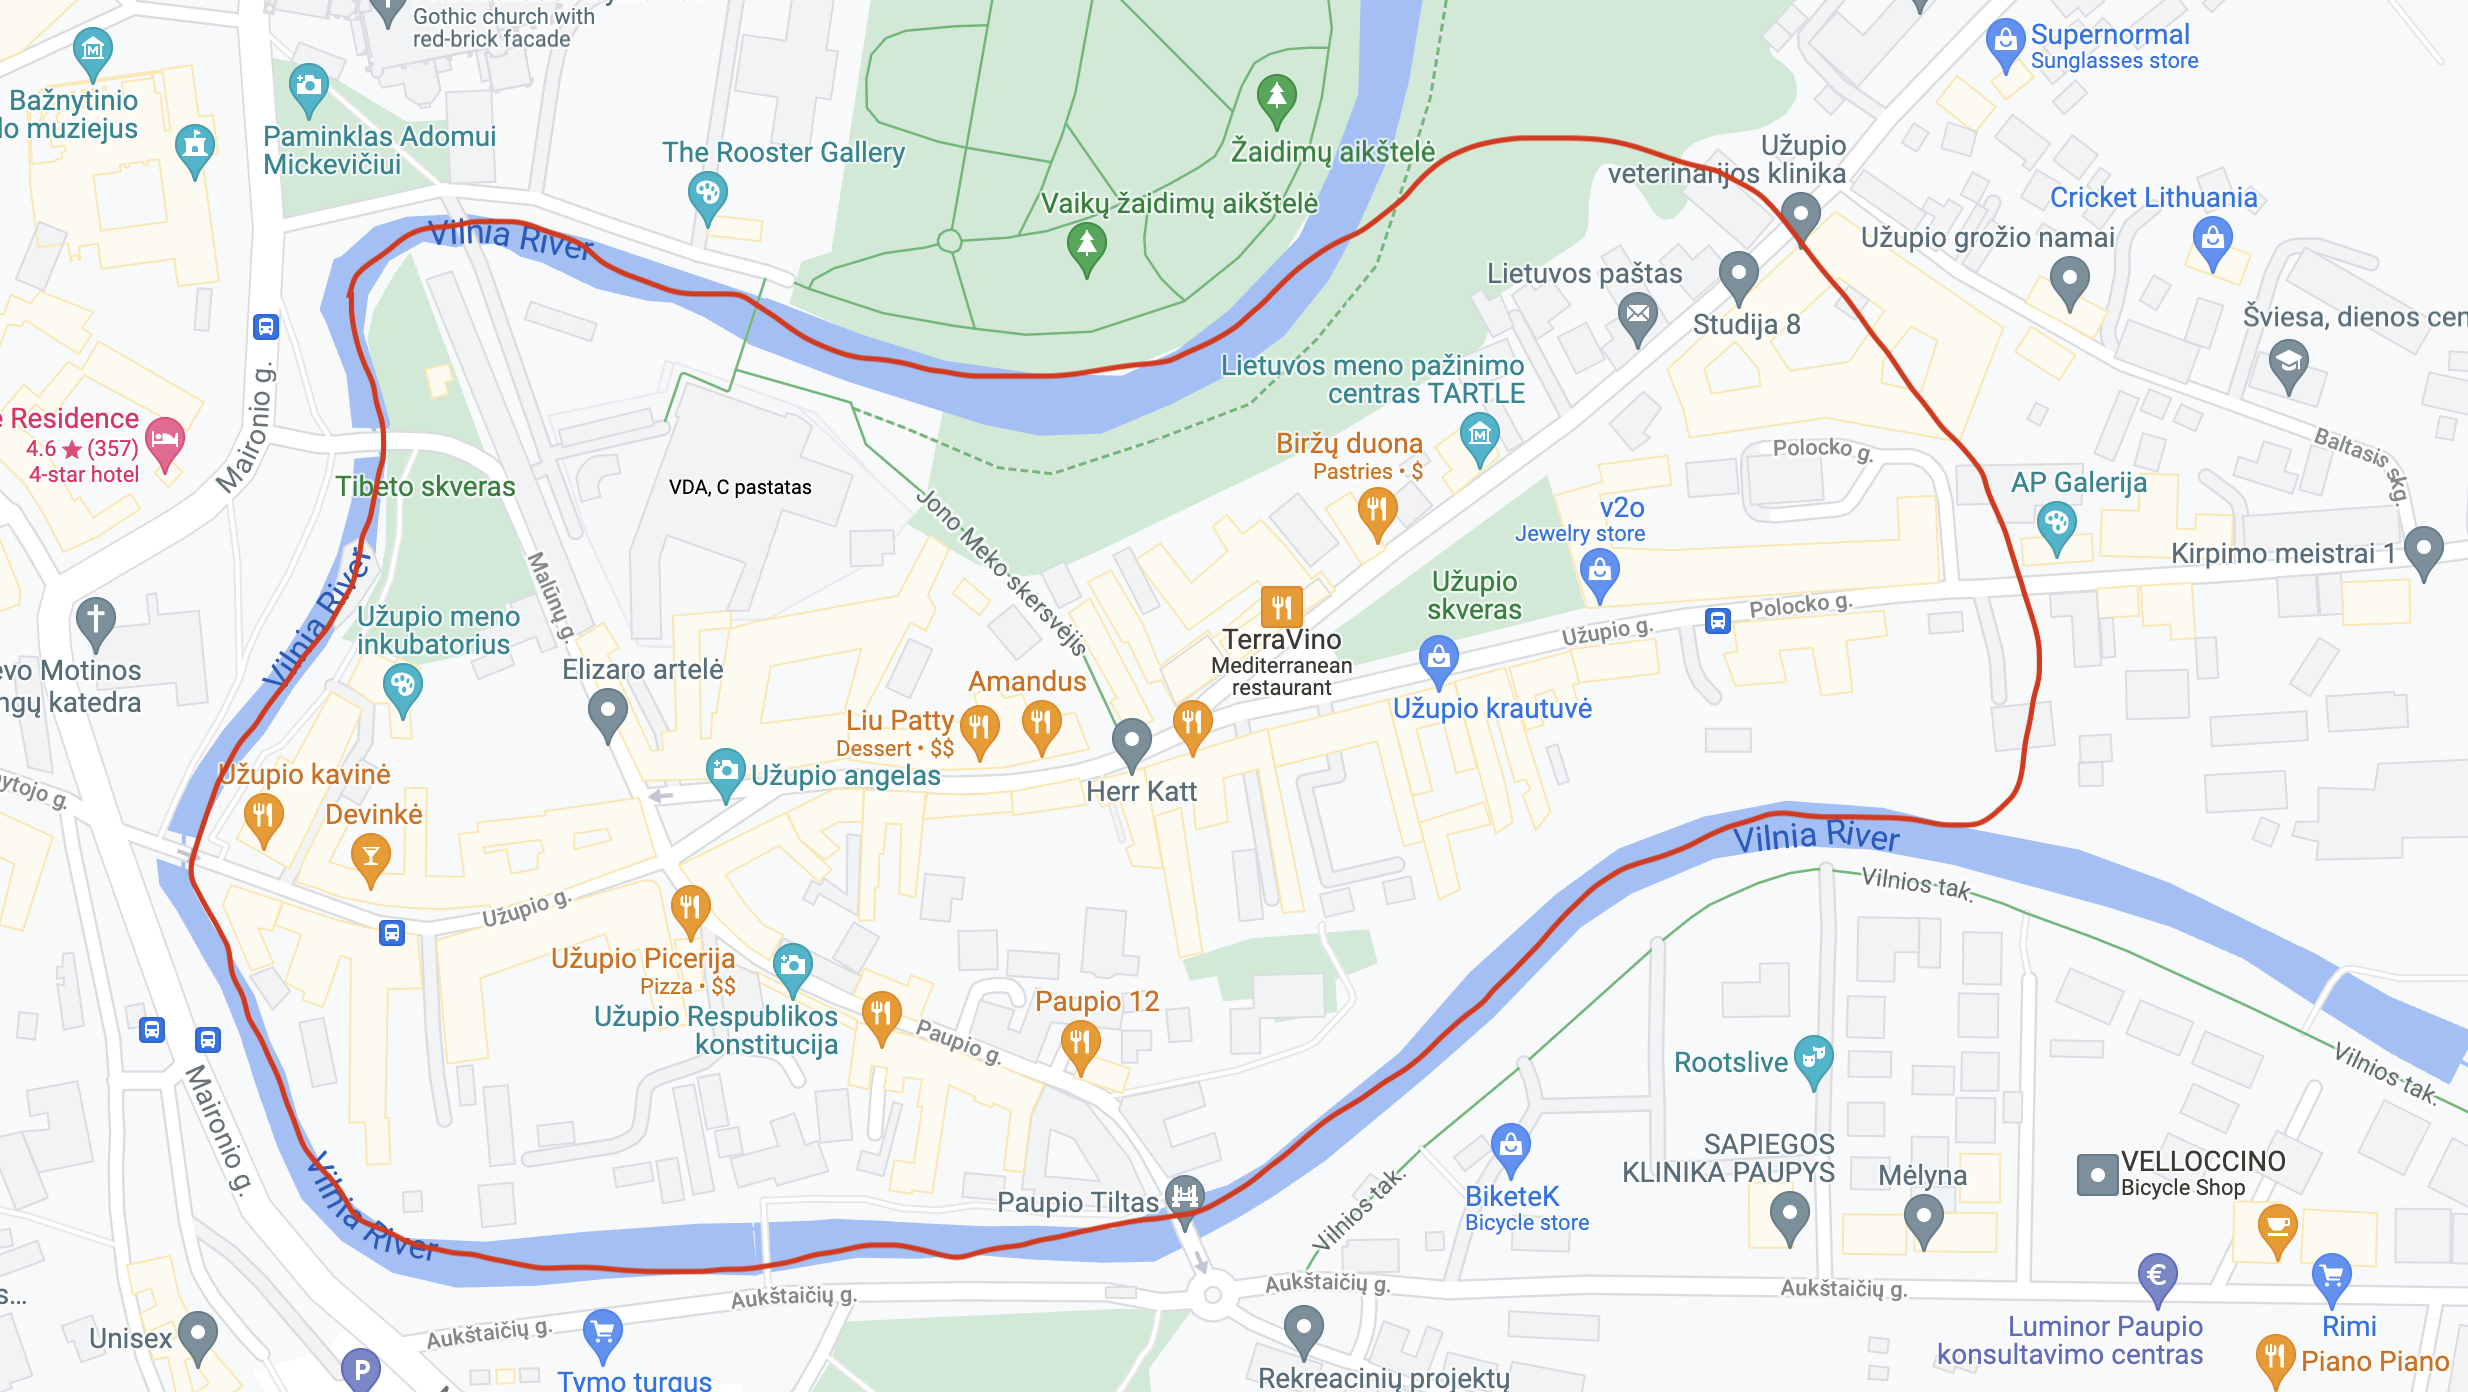 Gothic church with
red-brick facade
Supernormal
Sunglasses store
Bažnytinio
muziejus
Paminklas Adomui
Mickevičiui
The Rooster Gallery
Žaidimų aikštelė
Vaikų žaidimų aikštelė
Užupio
veterinarijos klinika
Cricket Lithuania
Užupio grožio namai
Vilnia River
Lietuvos paštas
Studija 8
Šviesa, dienos cen
Lietuvos meno pažinimo
centras TARTLE
Maironio g.
Residence
4.6 ★ (357)
4-star hotel
Biržų duona
Pastries • $
Polocko g.
Baltasis skg.
Tibeto skveras
VDA, C pastatas
AP Galerija
v2o
Jewelry store
Jono Meko skersvėjis
Kirpimo meistrai 1
Malūnų g.
Vilnia River
Užupio
skveras
Polocko g.
Užupio g.
Užupio meno
inkubatorius
TerraVino
Mediterranean
restaurant
Elizaro artelė
evo Motinos
ngų katedra
Amandus
Liu Patty
Dessert • $$
Užupio krautuvė
Užupio kavinė
Užupio angelas
Herr Katt
ytojo g.
Devinkė
Vilnia River
Vilnios tak.
Užupio g.
Užupio Picerija
Pizza • $$
Užupio Respublikos
konstitucija
Paupio 12
Paupio g.
Rootslive
Vilnios tak.
Maironio g.
SAPIEGOS
KLINIKA PAUPYS
Mėlyna
VELLOCCINO
Bicycle Shop
Vilnia River
Paupio Tiltas
Vilnios tak.
BiketeK
Bicycle store
Aukštaičių g.
Aukštaičių g.
Aukštaičių g.
Aukštaičių g.
s...
Unisex
P
Tymo turgus
Rekreacinių projektų
Luminor Paupio
konsultavimo centras
Rimi
Piano Piano